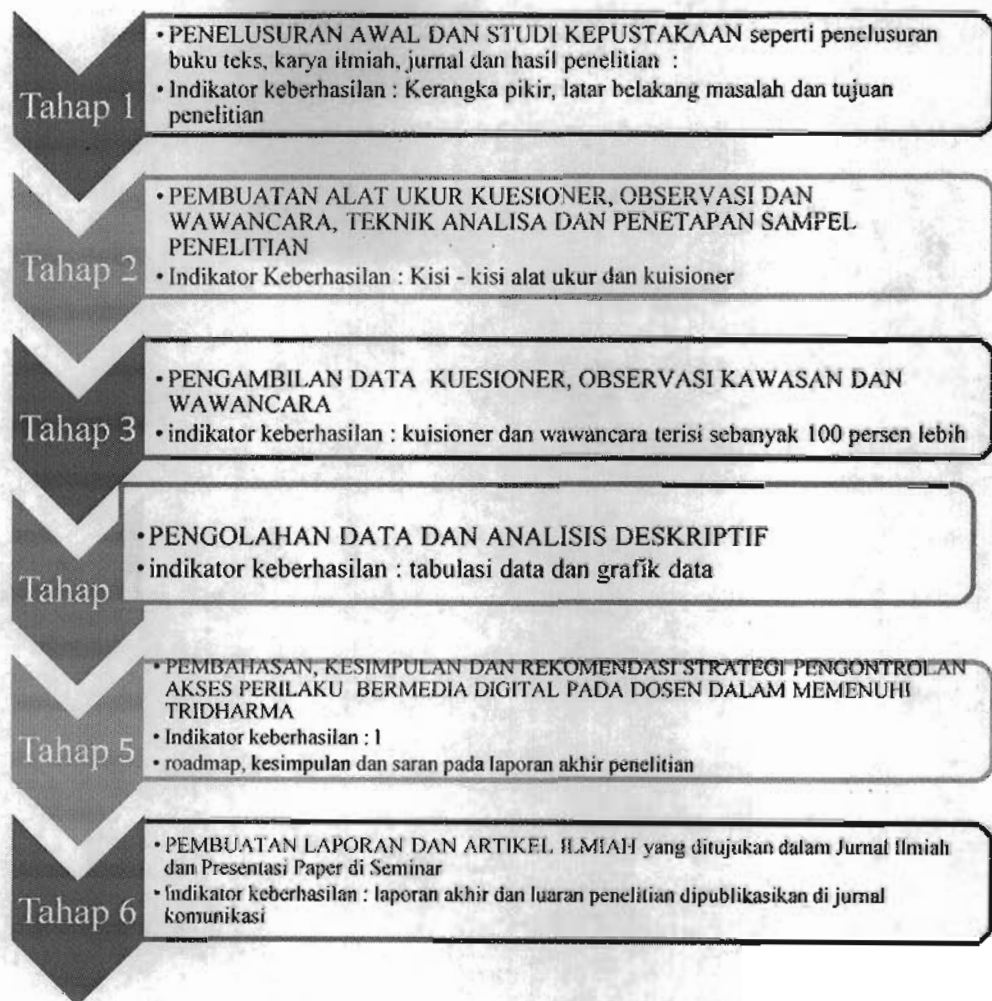 Tahap 1
• PENELUSURAN AWAL DAN STUDI KEPUSTAKAAN seperti penelusuran
buku teks, karya ilmiah, jurnal dan hasil penelitian :
• Indikator keberhasilan : Kerangka pikir, latar belakang masalah dan tujuan
penelitian
Tahap 2
• PEMBUATAN ALAT UKUR KUESIONER, OBSERVASI DAN
WAWANCARA, TEKNIK ANALISA DAN PENETAPAN SAMPEL
PENELITIAN
• Indikator Keberhasilan : Kisi - kisi alat ukur dan kuisioner
Tahap 3
• PENGAMBILAN DATA KUESIONER, OBSERVASI KAWASAN DAN
WAWANCARA
• indikator keberhasilan : kuisioner dan wawancara terisi sebanyak 100 persen lebih
Tahap
• PENGOLAHAN DATA DAN ANALISIS DESKRIPTIF
• indikator keberhasilan : tabulasi data dan grafik data
Tahap 5
• PEMBAHASAN, KESIMPULAN DAN REKOMENDASI STRATEGI PENGONTROLAN
AKSES PERILAKU BERMEDIA DIGITAL PADA DOSEN DALAM MEMENUHI
TRIDHARMA
• Indikator keberhasilan : 1
• roadmap, kesimpulan dan saran pada laporan akhir penelitian
Tahap 6
• PEMBUATAN LAPORAN DAN ARTIKEL ILMIAH yang ditujukan dalam Jurnal Ilmiah
dan Presentasi Paper di Seminar
• Indikator keberhasilan : laporan akhir dan luaran penelitian dipublikasikan di jurnal
komunikasi